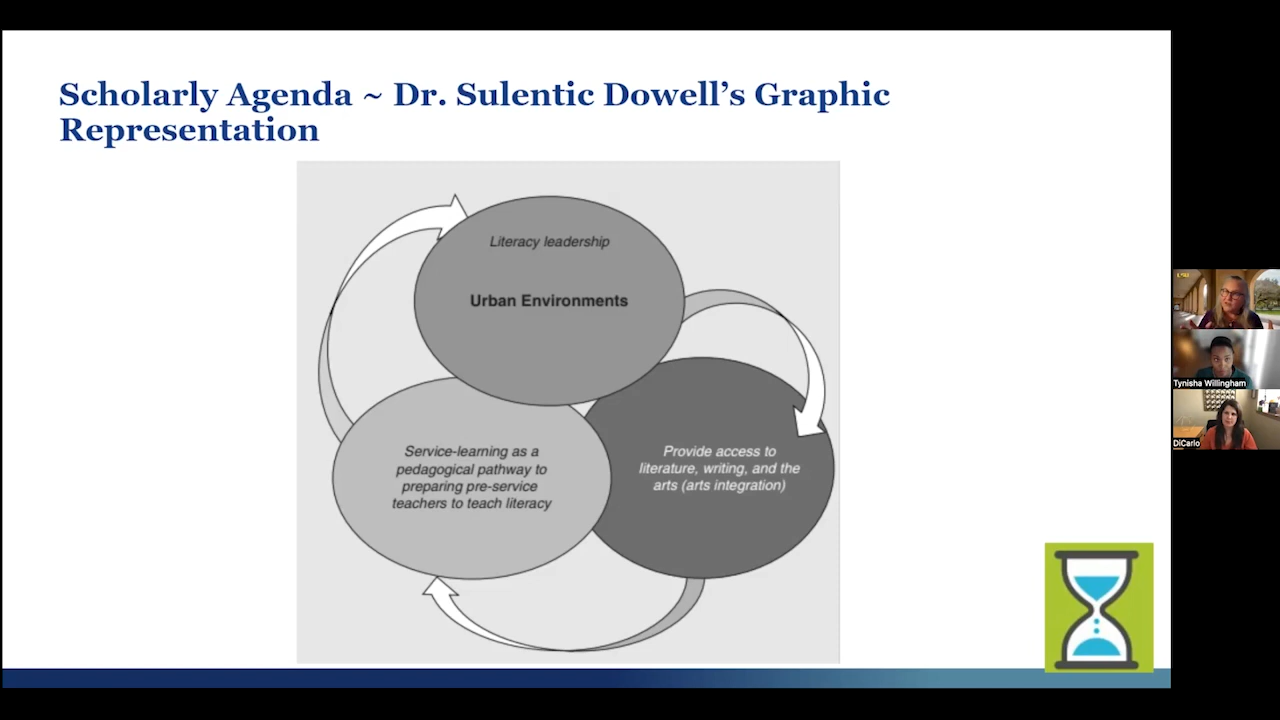 Scholarly Agenda ~ Dr. Sulentic Dowell’s Graphic
Representation
Literacy leadership
Urban Environments
Service-learning as a
pedagogical pathway to
preparing pre-service
teachers to teach literacy
Provide access to
literature, writing, and the
arts (arts integration)
LSU
Tynisha Willingham
DiCarlo